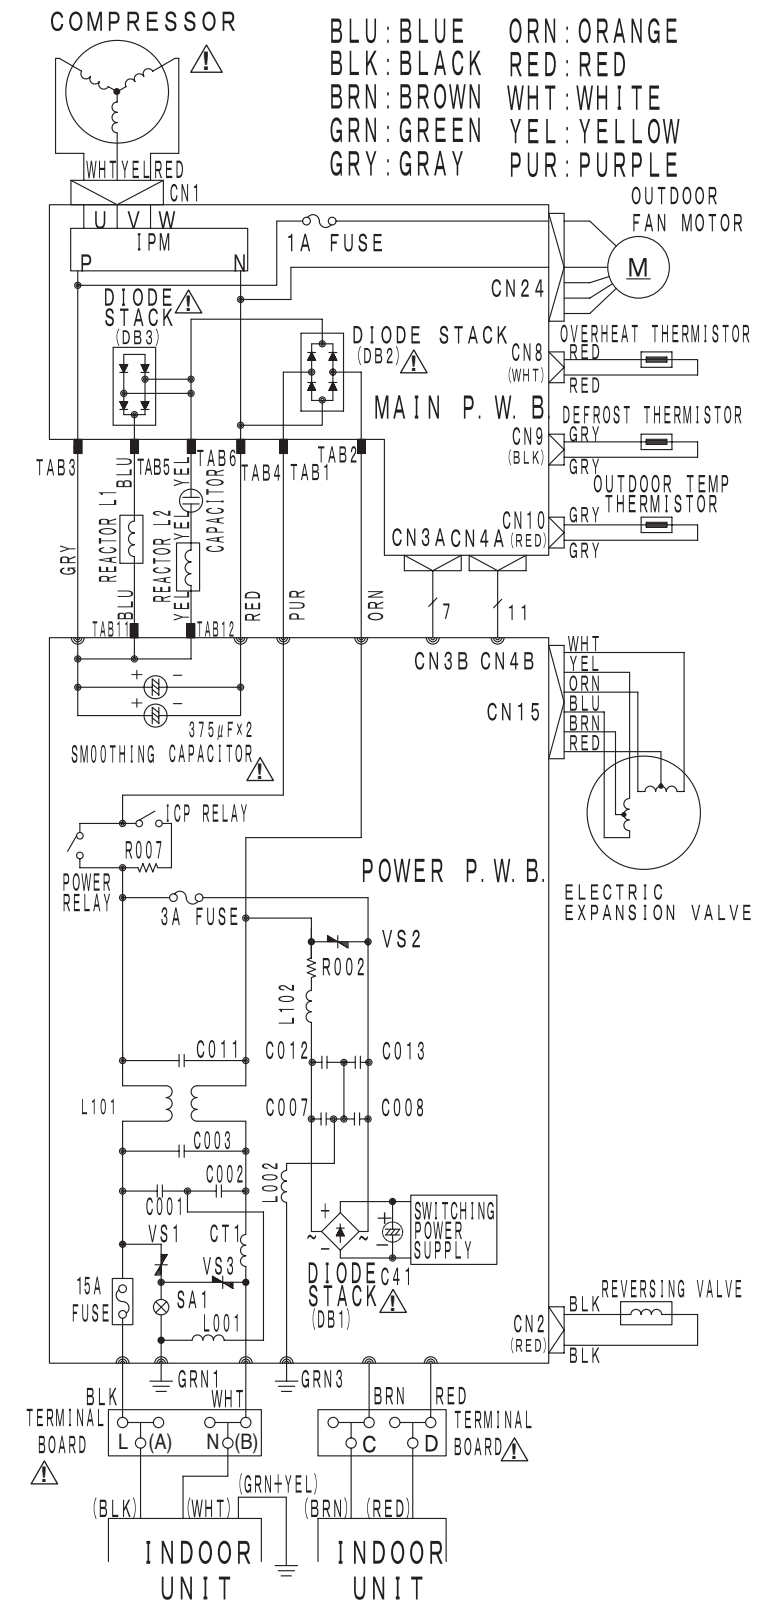 COMPRESSOR
BLU:BLUE ORN:ORANGE
BLK:BLACK RED:RED
BRN:BROWN WHT:WHITE
GRN:GREEN YEL:YELLOW
GRY:GRAY PUR:PURPLE
WHT YEL RED
CN1
U V W
IPM
P N
1A FUSE
OUTDOOR
FAN MOTOR
M
CN24
DIODE
STACK
(DB3)
DIODE STACK
(DB2)
OVERHEAT THERMISTOR
CN8
(WHT)
RED
RED
MAIN P.W.B.
DEFROST THERMISTOR
CN9
(BLK)
GRY
GRY
OUTDOOR TEMP
THERMISTOR
CN10
(RED)
GRY
GRY
TAB3
TAB5
TAB6
TAB4
TAB1
TAB2
CN3A CN4A
GRY
BLU
REACTOR L1
BLU
YEL
CAPACITOR
YEL
REACTOR L2
YEL
RED
PUR
ORN
7
11
TAB11
TAB12
CN3B CN4B
+ −
+ −
375μF×2
SMOOTHING CAPACITOR
CN15
WHT
YEL
ORN
BLU
BRN
RED
ELECTRIC
EXPANSION VALVE
ICP RELAY
R007
POWER
RELAY
POWER P.W.B.
3A FUSE
VS2
R002
L102
C011
C012
C013
L101
C007
C008
C003
C002
C001
L002
VS1
CT1
VS3
SA1
L001
15A
FUSE
+
~ ~
−
+
−
SWITCHING
POWER
SUPPLY
DIODE
STACK
(DB1)
C41
REVERSING VALVE
CN2
(RED)
BLK
BLK
GRN1
GRN3
BLK
WHT
BRN
RED
TERMINAL
BOARD
L (A) N (B)
C D
TERMINAL
BOARD
(BLK)
(WHT)
(GRN+YEL)
(BRN)
(RED)
INDOOR
UNIT
INDOOR
UNIT